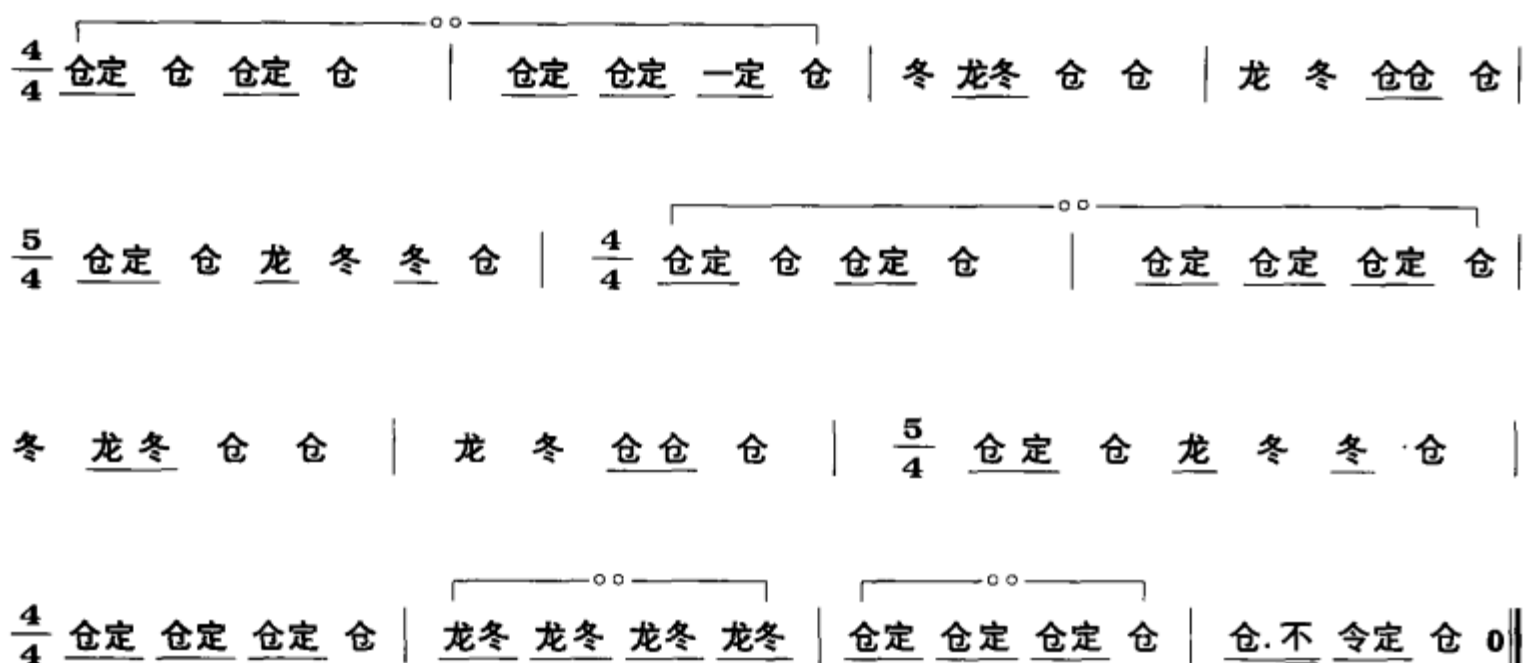 4/4 仓定 仓 仓定 仓 | 仓定 仓定 一定 仓 | 冬 龙冬 仓 仓 | 龙 冬 仓仓 仓 |
5/4 仓定 仓 龙 冬 冬 仓 | 4/4 仓定 仓 仓定 仓 | 仓定 仓定 仓定 仓 |
冬 龙冬 仓 仓 | 龙 冬 仓仓 仓 | 5/4 仓定 仓 龙 冬 冬 仓 |
4/4 仓定 仓定 仓定 仓 | 龙冬 龙冬 龙冬 龙冬 | 仓定 仓定 仓定 仓 | 仓.不 令定 仓 0 ‖